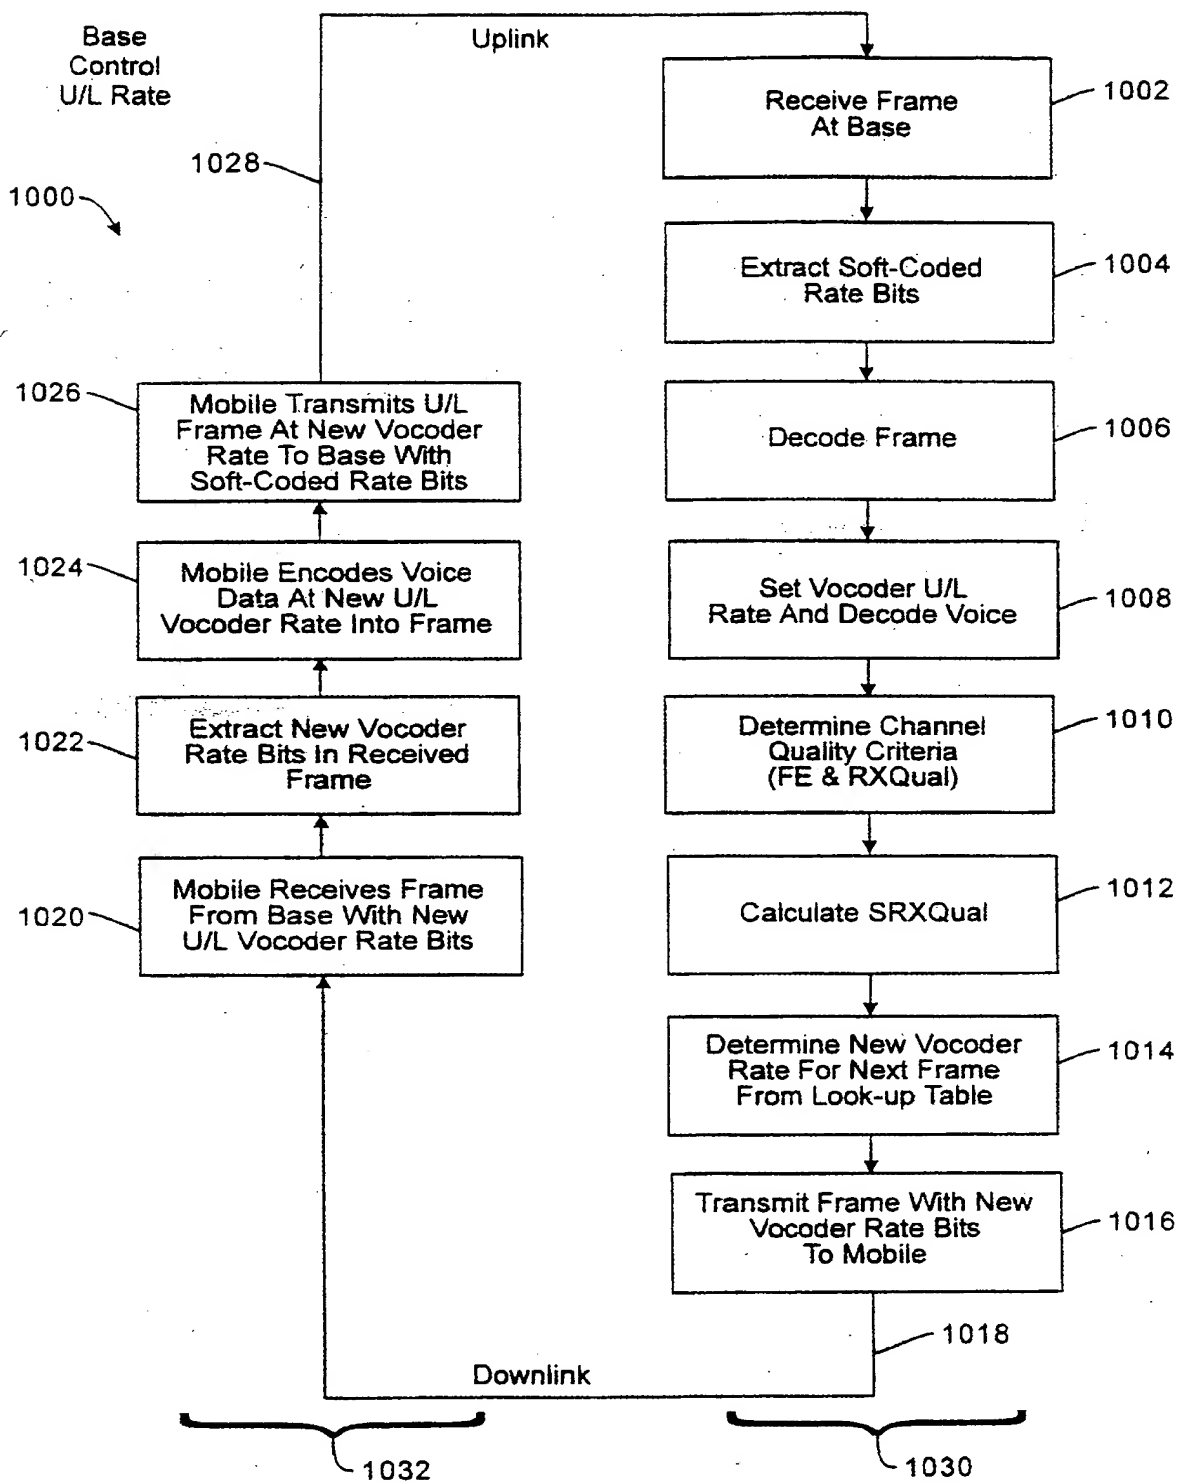 Base
Control
U/L Rate
Uplink
1000
1028
Receive Frame
At Base
1002
Extract Soft-Coded
Rate Bits
1004
Decode Frame
1006
Set Vocoder U/L
Rate And Decode Voice
1008
Determine Channel
Quality Criteria
(FE & RXQual)
1010
Calculate SRXQual
1012
Determine New Vocoder
Rate For Next Frame
From Look-up Table
1014
Transmit Frame With New
Vocoder Rate Bits
To Mobile
1016
1018
Downlink
1020
Mobile Receives Frame
From Base With New
U/L Vocoder Rate Bits
1022
Extract New Vocoder
Rate Bits In Received
Frame
1024
Mobile Encodes Voice
Data At New U/L
Vocoder Rate Into Frame
1026
Mobile Transmits U/L
Frame At New Vocoder
Rate To Base With
Soft-Coded Rate Bits
1032
1030